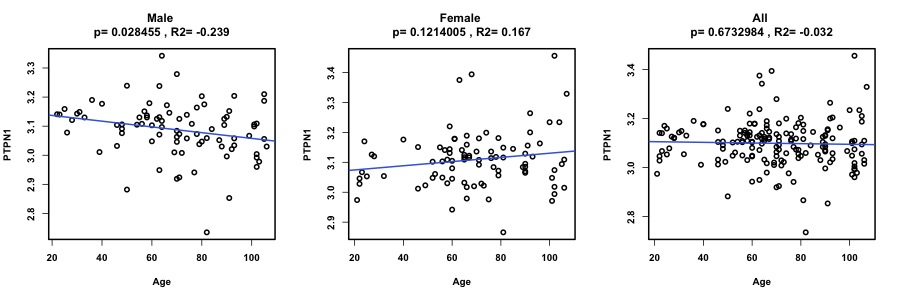 Male
p= 0.028455 , R2= -0.239
PTPN1
3.3
3.2
3.1
3.0
2.9
2.8
20 40 60 80 100
Age
Female
p= 0.1214005 , R2= 0.167
PTPN1
3.4
3.3
3.2
3.1
3.0
2.9
20 40 60 80 100
Age
All
p= 0.6732984 , R2= -0.032
PTPN1
3.4
3.2
3.0
2.8
20 40 60 80 100
Age